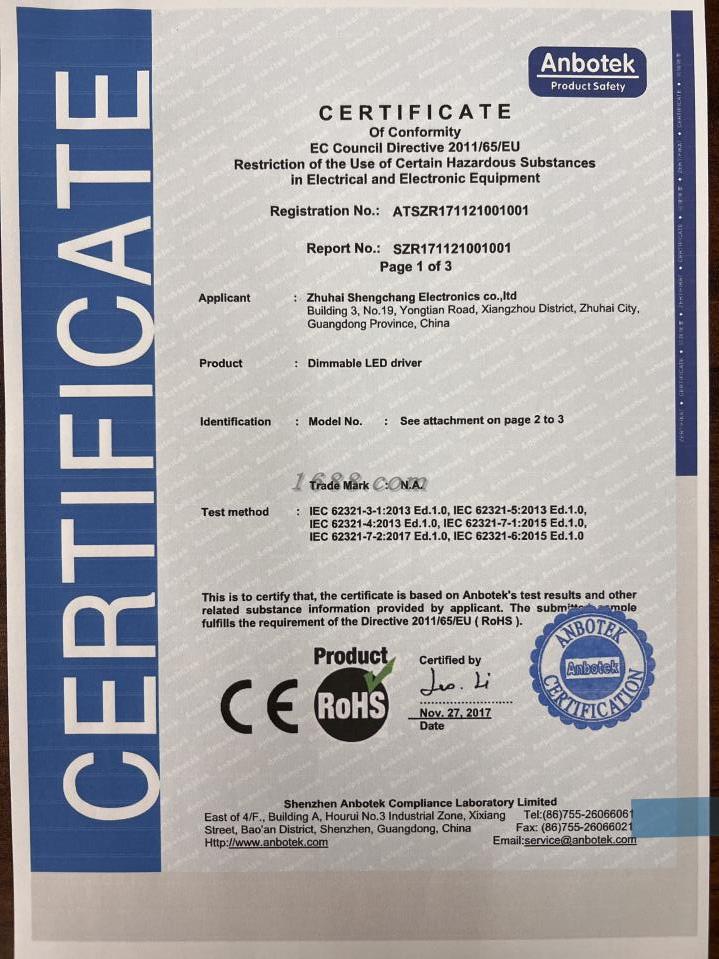 CERTIFICATE
Anbotek
Product Safety
CERTIFICATE
Of Conformity
EC Council Directive 2011/65/EU
Restriction of the Use of Certain Hazardous Substances
in Electrical and Electronic Equipment
Registration No.: ATSZR171121001001
Report No.: SZR171121001001
Page 1 of 3
Applicant : Zhuhai Shengchang Electronics co.,ltd
Building 3, No.19, Yongtian Road, Xiangzhou District, Zhuhai City,
Guangdong Province, China
Product : Dimmable LED driver
Identification : Model No. : See attachment on page 2 to 3
1688.com
Trade Mark : N.A.
Test method : IEC 62321-3-1:2013 Ed.1.0, IEC 62321-5:2013 Ed.1.0,
IEC 62321-4:2013 Ed.1.0, IEC 62321-7-1:2015 Ed.1.0,
IEC 62321-7-2:2017 Ed.1.0, IEC 62321-6:2015 Ed.1.0
This is to certify that, the certificate is based on Anbotek's test results and other
related substance information provided by applicant. The submitted sample
fulfills the requirement of the Directive 2011/65/EU ( RoHS ).
Product
RoHS
CE
Certified by
Leo. Li
Nov. 27, 2017
Date
ANBOTEK
Anbotek
CERTIFICATION
Shenzhen Anbotek Compliance Laboratory Limited
East of 4/F., Building A, Hourui No.3 Industrial Zone, Xixiang Tel:(86)755-26066061
Street, Bao'an District, Shenzhen, Guangdong, China Fax: (86)755-26066021
Http://www.anbotek.com Email:service@anbotek.com